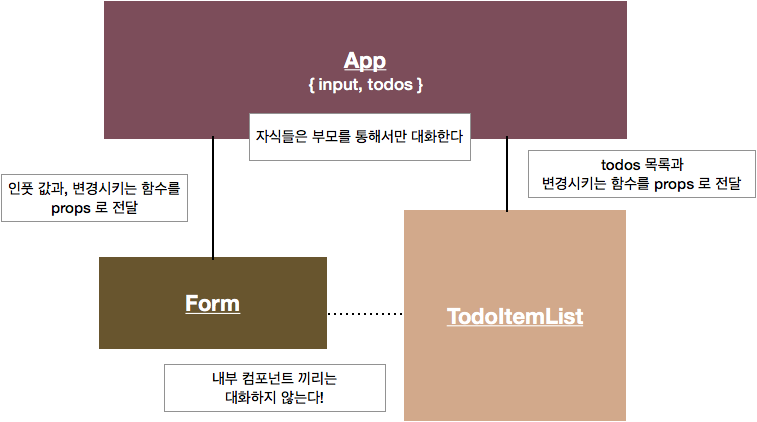 App
{ input, todos }
자식들은 부모를 통해서만 대화한다
인풋 값과, 변경시키는 함수를
props 로 전달
todos 목록과
변경시키는 함수를 props 로 전달
Form
TodoItemList
내부 컴포넌트 끼리는
대화하지 않는다!